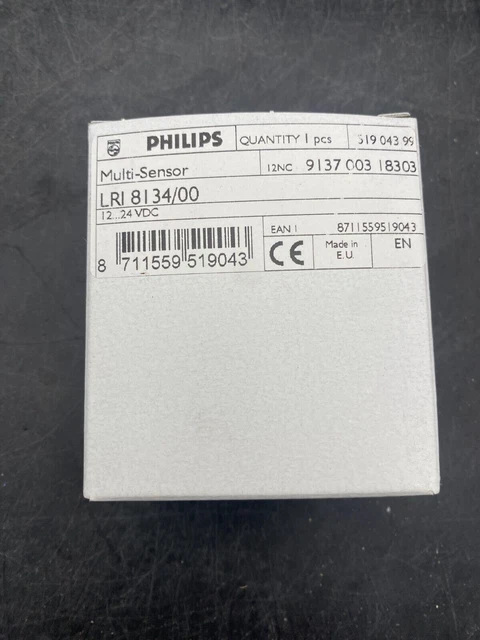 PHILIPS QUANTITY 1 pcs 519 043 99
Multi-Sensor 12NC 9137 003 18303
LRI 8134/00
12...24 VDC
EAN 1 8711559519043
8 711559 519043
CE Made in E.U. EN